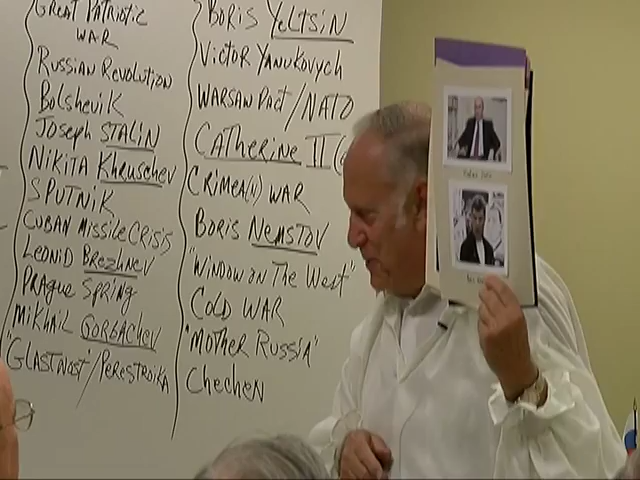 GREAT PATRIOTIC
WAR
RUSSIAN REVOLUTION
BOLSHEVIK
JOSEPH STALIN
NIKITA KHRUSCHEV
SPUTNIK
CUBAN MISSILE CRISIS
LEONID BREZHNEV
PRAGUE SPRING
MIKHAIL GORBACHEV
"GLASTNOST"/PERESTROIKA
BORIS YELTSIN
VICTOR YANUKOVYCH
WARSAW PACT/NATO
CATHERINE II (
CRIMEA(N) WAR
BORIS NEMSTOV
"WINDOW ON THE WEST"
COLD WAR
"MOTHER RUSSIA"
CHECHEN